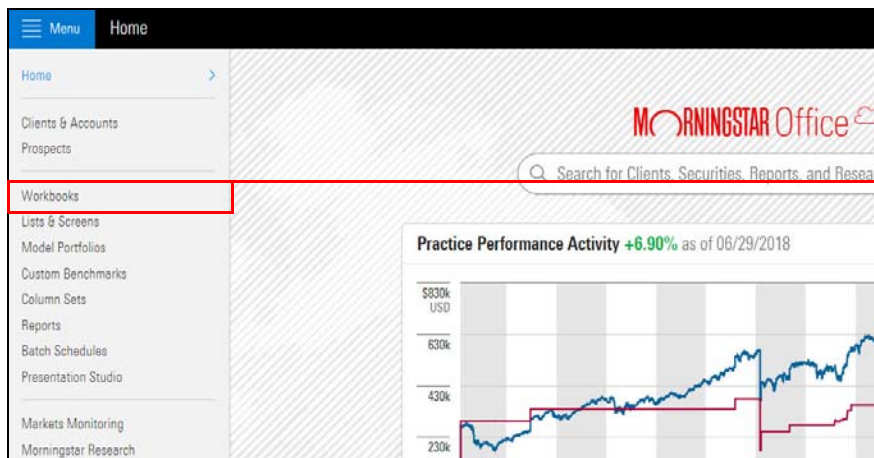 Menu Home
Home
Clients & Accounts
Prospects
Workbooks
Lists & Screens
Model Portfolios
Custom Benchmarks
Column Sets
Reports
Batch Schedules
Presentation Studio
Markets Monitoring
Morningstar Research
MORNINGSTAR Office
Search for Clients, Securities, Reports, and Resea
Practice Performance Activity +6.90% as of 06/29/2018
$830k
USD
630k
430k
230k